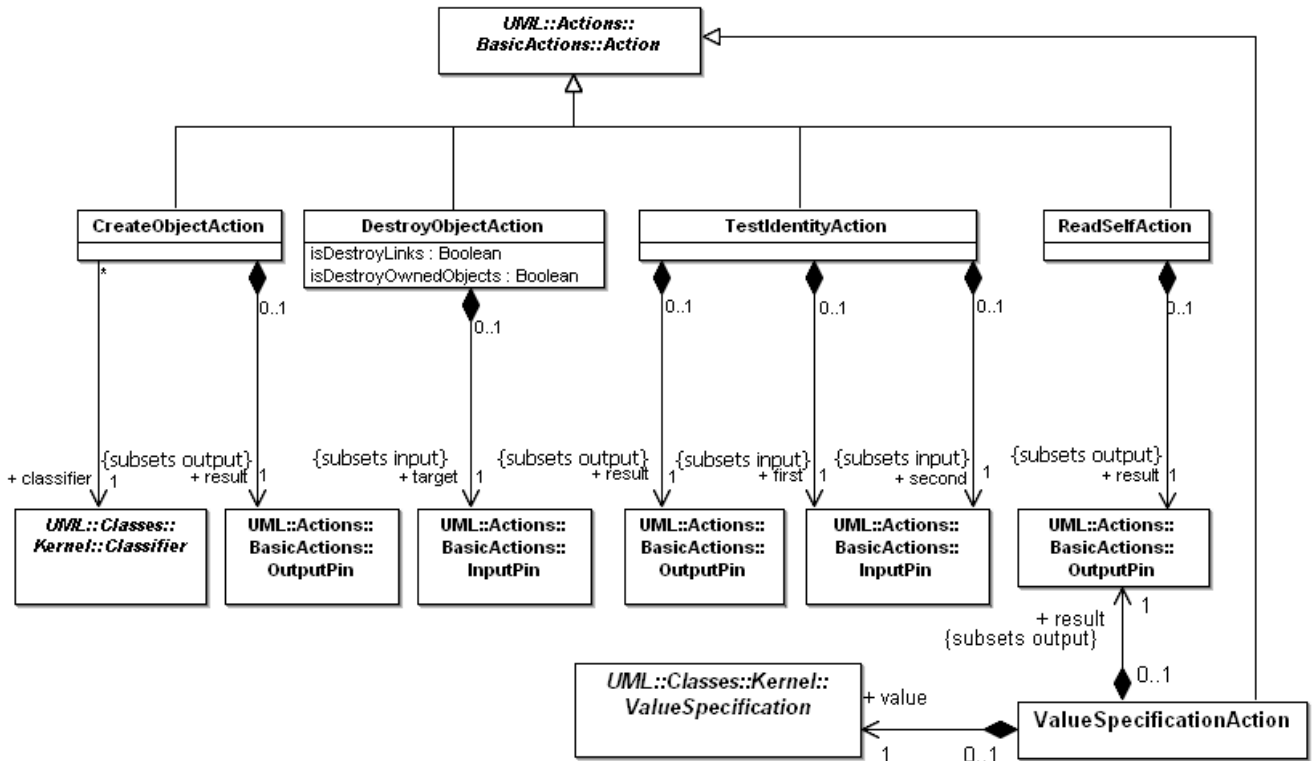 UML::Actions::
BasicActions::Action
CreateObjectAction
DestroyObjectAction
isDestroyLinks : Boolean
isDestroyOwnedObjects : Boolean
TestIdentityAction
ReadSelfAction
*
0..1
0..1
0..1
0..1
0..1
0..1
+ classifier
1
{subsets output}
+ result
1
{subsets input}
+ target
1
{subsets output}
+ result
1
{subsets input}
+ first
1
{subsets input}
+ second
1
{subsets output}
+ result
1
UML::Classes::
Kernel::Classifier
UML::Actions::
BasicActions::
OutputPin
UML::Actions::
BasicActions::
InputPin
UML::Actions::
BasicActions::
OutputPin
UML::Actions::
BasicActions::
InputPin
UML::Actions::
BasicActions::
OutputPin
+ result
1
{subsets output}
0..1
UML::Classes::Kernel::
ValueSpecification
+ value
1
0..1
ValueSpecificationAction